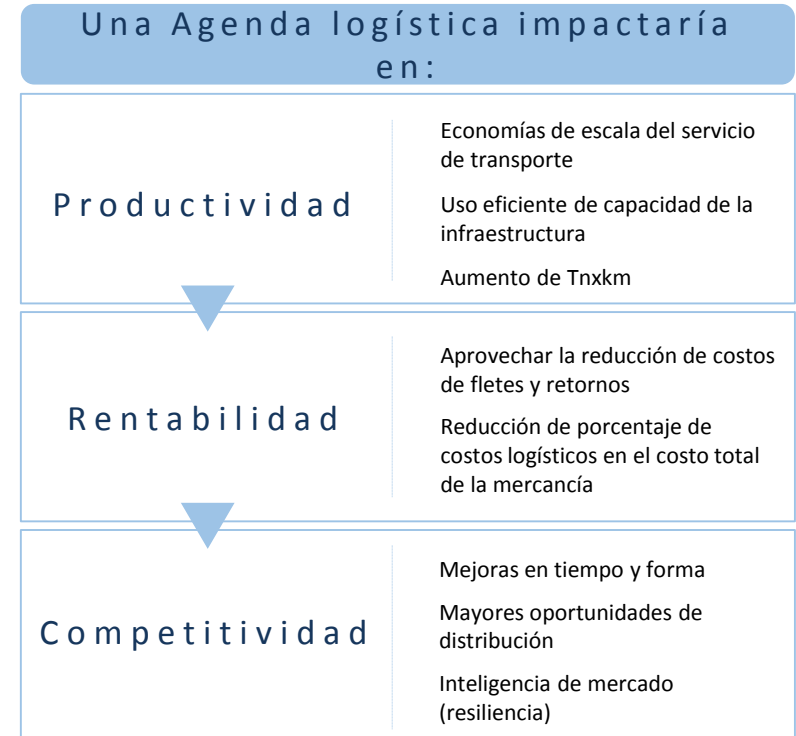 Una Agenda logística impactaría
en:
Productividad
Economías de escala del servicio
de transporte
Uso eficiente de capacidad de la
infraestructura
Aumento de Tnxkm
Rentabilidad
Aprovechar la reducción de costos
de fletes y retornos
Reducción de porcentaje de
costos logísticos en el costo total
de la mercancía
Competitividad
Mejoras en tiempo y forma
Mayores oportunidades de
distribución
Inteligencia de mercado
(resiliencia)